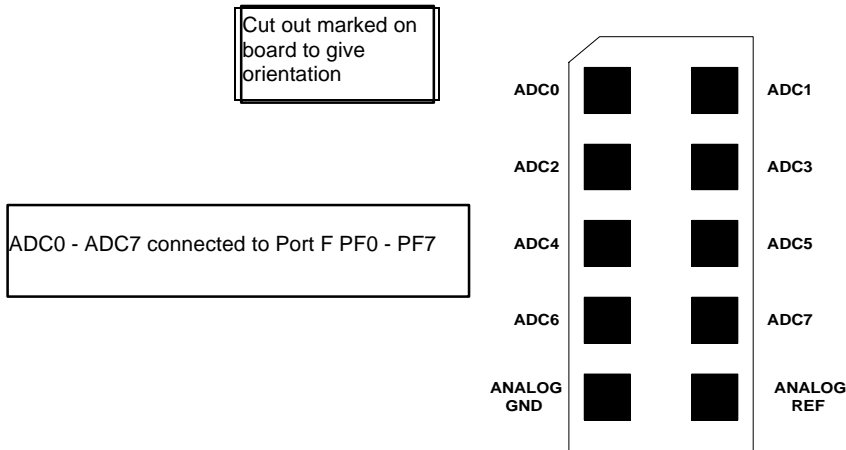 Cut out marked on
board to give
orientation
ADC0
ADC1
ADC2
ADC3
ADC0 - ADC7 connected to Port F PF0 - PF7
ADC4
ADC5
ADC6
ADC7
ANALOG
GND
ANALOG
REF